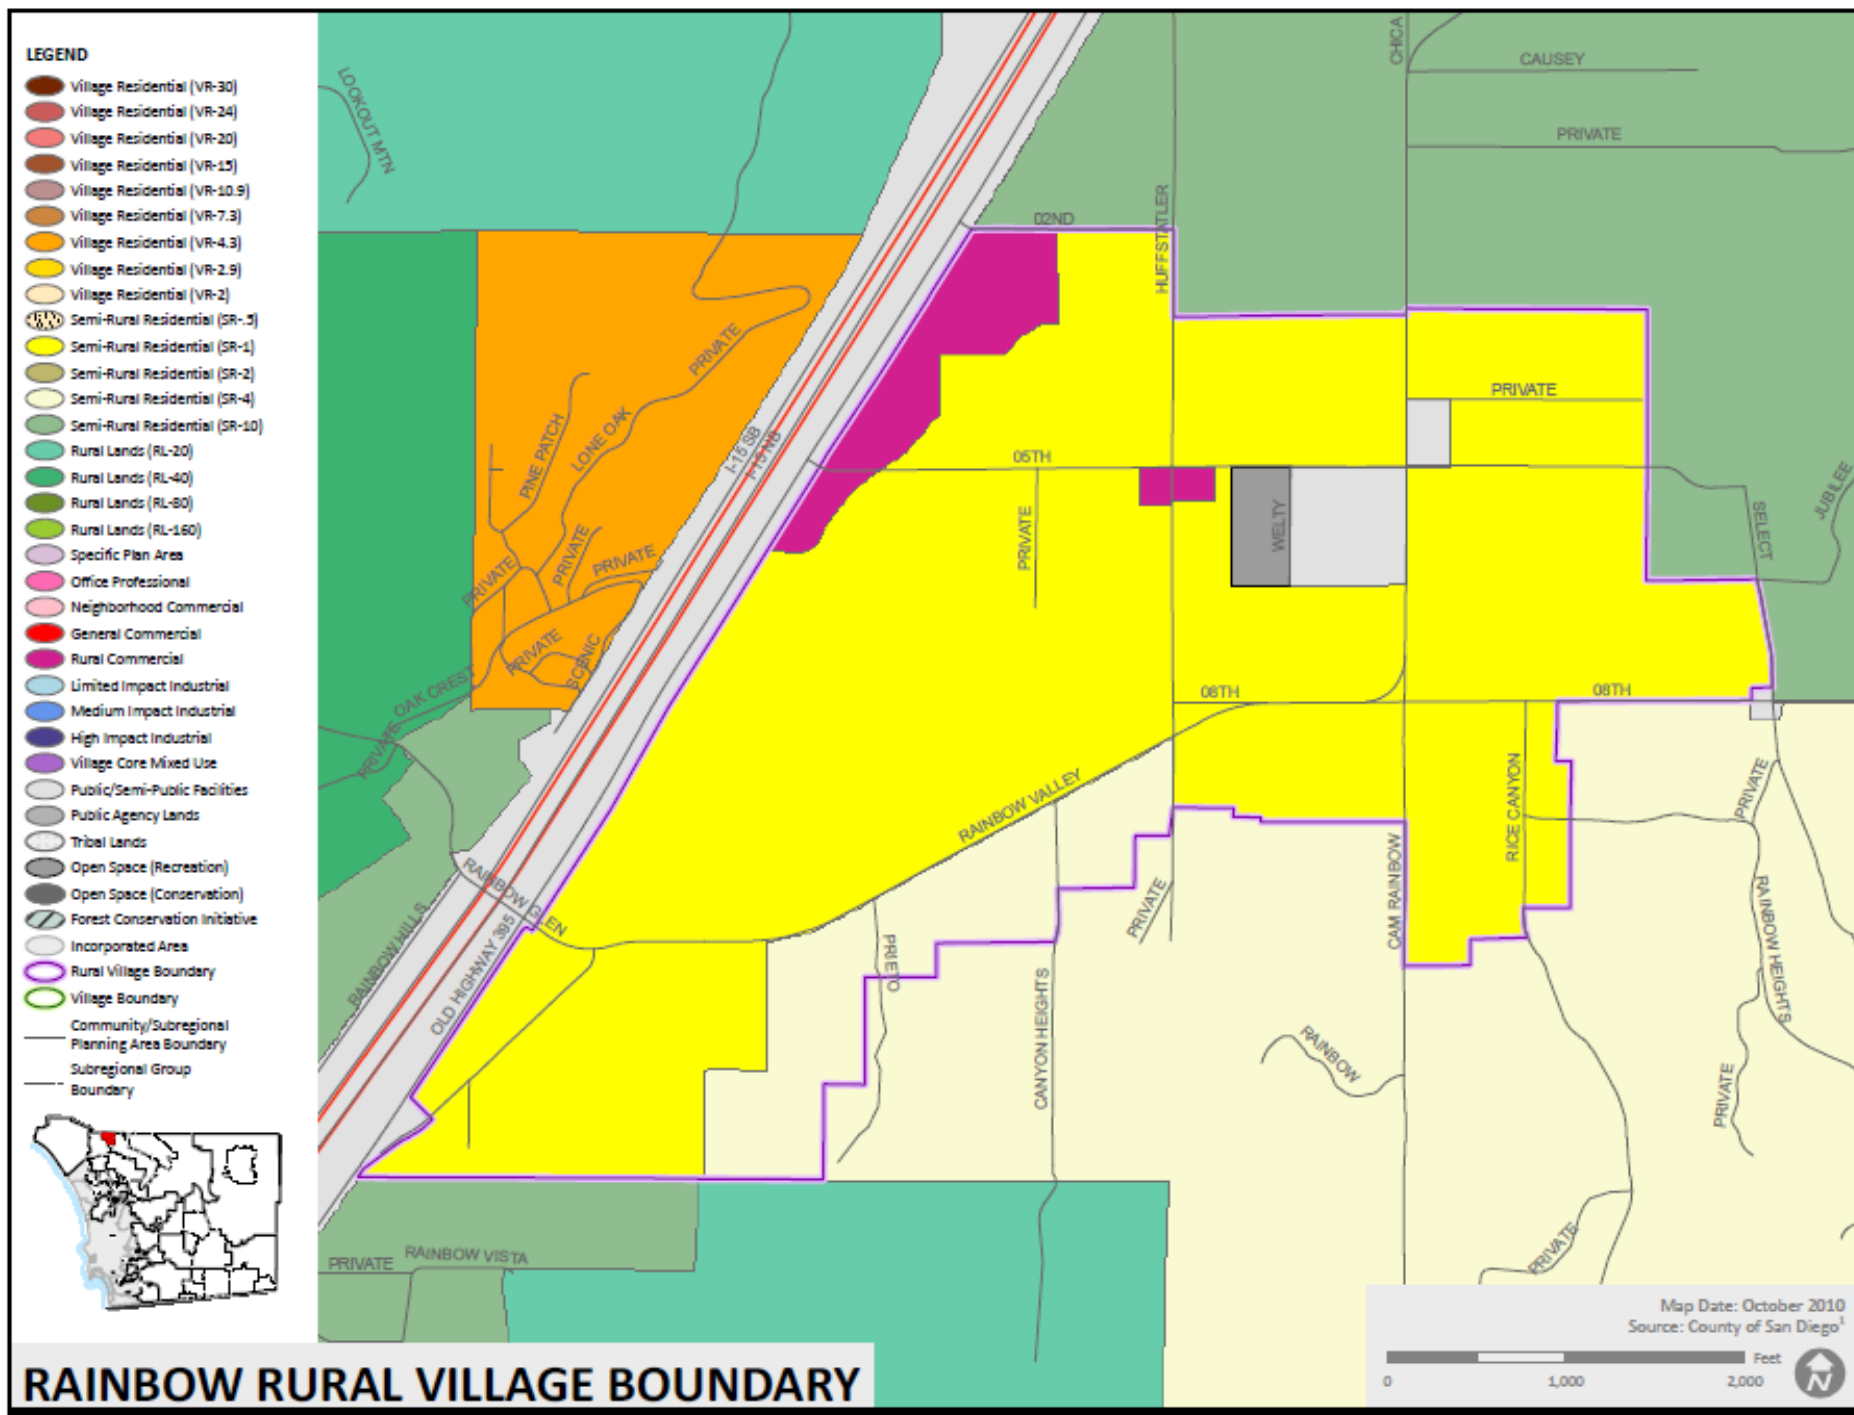 LEGEND
Village Residential (VR-30)
Village Residential (VR-24)
Village Residential (VR-20)
Village Residential (VR-15)
Village Residential (VR-10.9)
Village Residential (VR-7.3)
Village Residential (VR-4.3)
Village Residential (VR-2.9)
Village Residential (VR-2)
Semi-Rural Residential (SR-.5)
Semi-Rural Residential (SR-1)
Semi-Rural Residential (SR-2)
Semi-Rural Residential (SR-4)
Semi-Rural Residential (SR-10)
Rural Lands (RL-20)
Rural Lands (RL-40)
Rural Lands (RL-80)
Rural Lands (RL-160)
Specific Plan Area
Office Professional
Neighborhood Commercial
General Commercial
Rural Commercial
Limited Impact Industrial
Medium Impact Industrial
High Impact Industrial
Village Core Mixed Use
Public/Semi-Public Facilities
Public Agency Lands
Tribal Lands
Open Space (Recreation)
Open Space (Conservation)
Forest Conservation Initiative
Incorporated Area
Rural Village Boundary
Village Boundary
Community/Subregional
Planning Area Boundary
Subregional Group
Boundary
LOOKOUT MTN
CHICA
CAUSEY
PRIVATE
02ND
HUFFSTATLER
PRIVATE
PINE PATCH
LONE OAK
I-15 SB
I-15 NB
PRIVATE
05TH
WELTY
PRIVATE
SELECT
JUBILEE
PRIVATE
PRIVATE
PRIVATE
PRIVATE
SCENIC
OAK CREST
PRIVATE
08TH
08TH
RAINBOW VALLEY
RICE CANYON
PRIVATE
RAINBOW GLEN
OLD HIGHWAY 395
RAINBOW HILLS
PRIETO
PRIVATE
CAM RAINBOW
RAINBOW HEIGHTS
CANYON HEIGHTS
RAINBOW
PRIVATE
PRIVATE
PRIVATE
RAINBOW VISTA
Map Date: October 2010
Source: County of San Diego1
Feet
0 1,000 2,000
N
RAINBOW RURAL VILLAGE BOUNDARY